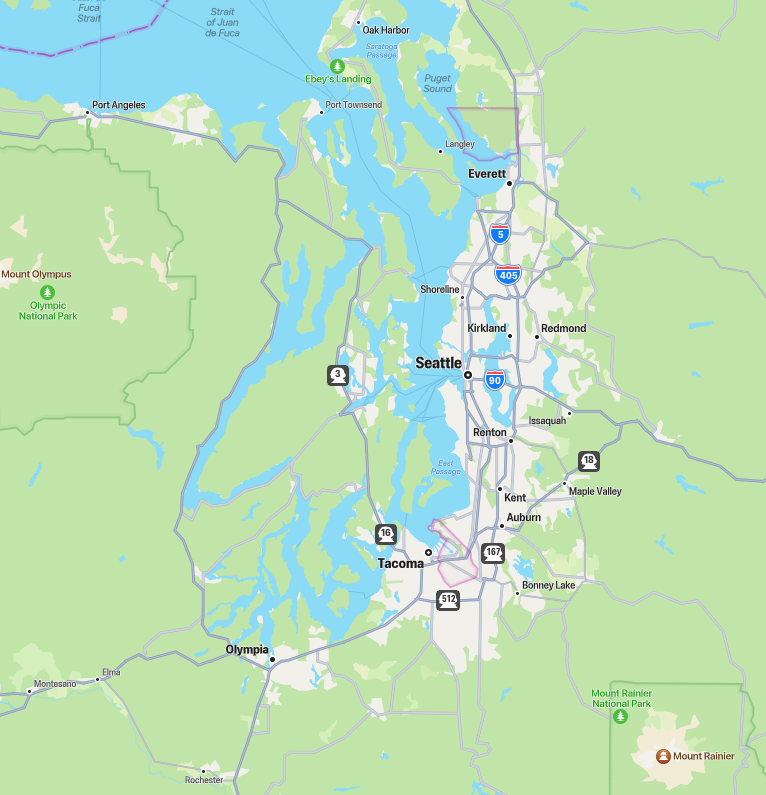 Fuca
Strait
Strait
of Juan
de Fuca
Oak Harbor
Saratoga
Passage
Ebey's Landing
Puget
Sound
Port Angeles
Port Townsend
Langley
Everett
5
405
Mount Olympus
Olympic
National Park
Shoreline
Kirkland
Redmond
Seattle
3
90
Issaquah
Renton
East
Passage
18
Maple Valley
Kent
Auburn
16
Tacoma
167
Bonney Lake
512
Olympia
Elma
Montesano
Mount Rainier
National Park
Mount Rainier
Rochester